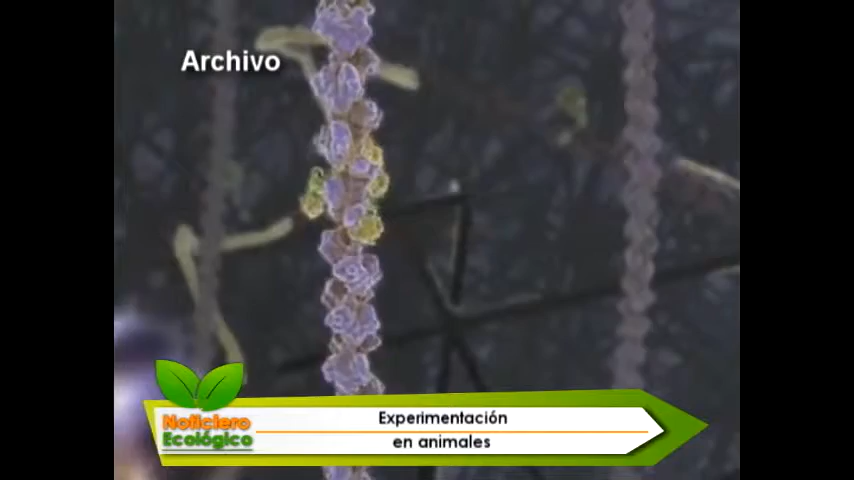 Archivo
Noticiero
Ecológico
Experimentación
en animales